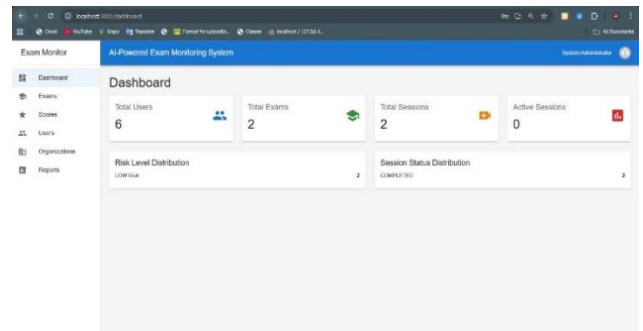 localhost:3000/dashboard
Gmail YouTube Maps Translate Classes localhost / 127.0.0.1... All Bookmarks
Exam Monitor
AI-Powered Exam Monitoring System
System Administrator
Dashboard
Exams
Scores
Users
Organizations
Reports
Dashboard
Total Users
6
Total Exams
2
Total Sessions
2
Active Sessions
0
Risk Level Distribution
LOW Risk 2
Session Status Distribution
COMPLETED 2